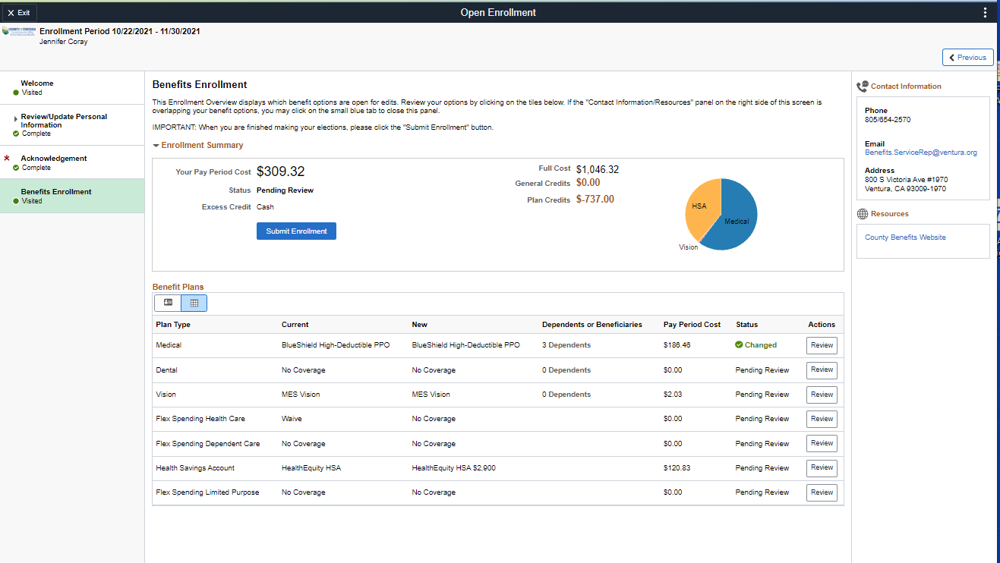 Exit
Open Enrollment
Enrollment Period 10/22/2021 - 11/30/2021
Jennifer Coray
Previous
Welcome
Visited
Review/Update Personal
Information
Complete
Acknowledgement
Complete
Benefits Enrollment
Visited
Benefits Enrollment
This Enrollment Overview displays which benefit options are open for edits. Review your options by clicking on the tiles below. If the "Contact Information/Resources" panel on the right side of this screen is
overlapping your benefit options, you may click on the small blue tab to close this panel.
IMPORTANT: When you are finished making your elections, please click the "Submit Enrollment" button.
Enrollment Summary
Your Pay Period Cost $309.32
Status Pending Review
Excess Credit Cash
Submit Enrollment
Full Cost $1,046.32
General Credits $0.00
Plan Credits $-737.00
HSA
Medical
Vision
Benefit Plans
Plan Type Current New Dependents or Beneficiaries Pay Period Cost Status Actions
Medical BlueShield High-Deductible PPO BlueShield High-Deductible PPO 3 Dependents $186.46 Changed Review
Dental No Coverage No Coverage 0 Dependents $0.00 Pending Review Review
Vision MES Vision MES Vision 0 Dependents $2.03 Pending Review Review
Flex Spending Health Care Waive No Coverage $0.00 Pending Review Review
Flex Spending Dependent Care No Coverage No Coverage $0.00 Pending Review Review
Health Savings Account HealthEquity HSA HealthEquity HSA $2,900 $120.83 Pending Review Review
Flex Spending Limited Purpose No Coverage No Coverage $0.00 Pending Review Review
Contact Information
Phone
805/654-2570
Email
Benefits.ServiceRep@ventura.org
Address
800 S Victoria Ave #1970
Ventura, CA 93009-1970
Resources
County Benefits Website